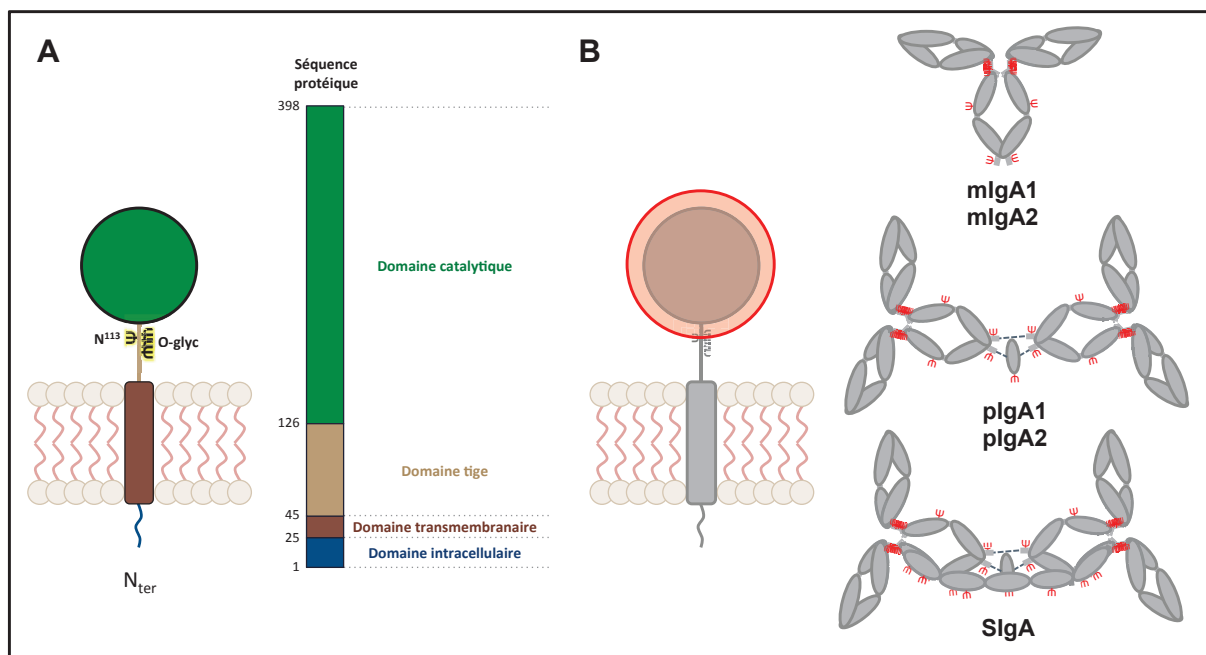 A
Séquence
protéique
398
126
45
25
1
Domaine catalytique
Domaine tige
Domaine transmembranaire
Domaine intracellulaire
N¹¹³
O-glyc
Nter
B
mIgA1
mIgA2
pIgA1
pIgA2
SIgA